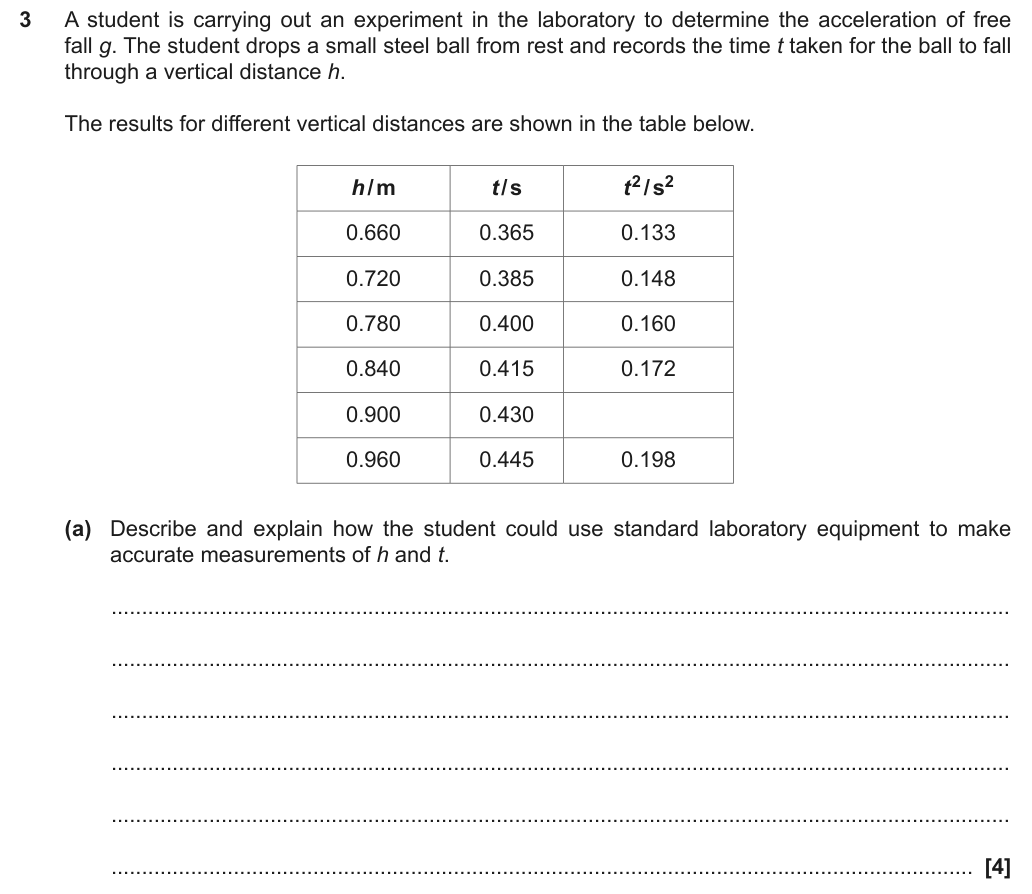 3 A student is carrying out an experiment in the laboratory to determine the acceleration of free
fall g. The student drops a small steel ball from rest and records the time t taken for the ball to fall
through a vertical distance h.
The results for different vertical distances are shown in the table below.
h/m t/s t²/s²
0.660 0.365 0.133
0.720 0.385 0.148
0.780 0.400 0.160
0.840 0.415 0.172
0.900 0.430
0.960 0.445 0.198
(a) Describe and explain how the student could use standard laboratory equipment to make
accurate measurements of h and t.
[4]